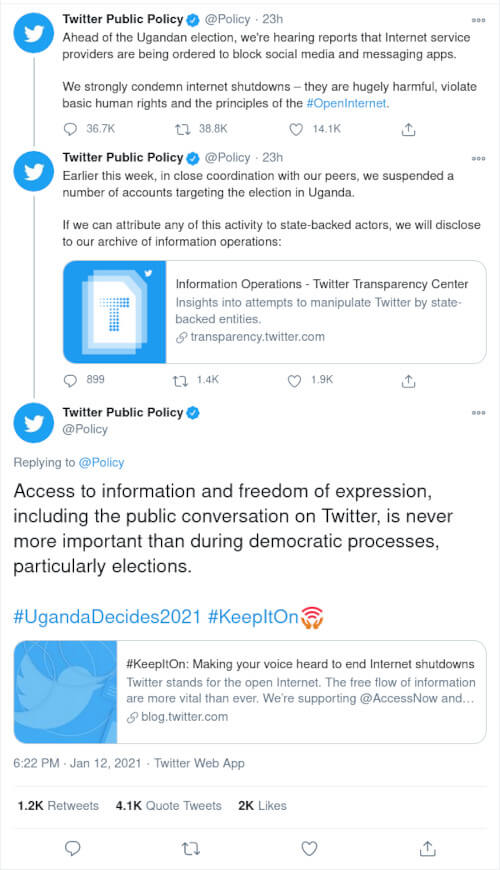 Twitter Public Policy @Policy · 23h
Ahead of the Ugandan election, we're hearing reports that Internet service
providers are being ordered to block social media and messaging apps.
We strongly condemn internet shutdowns – they are hugely harmful, violate
basic human rights and the principles of the #OpenInternet.
36.7K 38.8K 14.1K
Twitter Public Policy @Policy · 23h
Earlier this week, in close coordination with our peers, we suspended a
number of accounts targeting the election in Uganda.
If we can attribute any of this activity to state-backed actors, we will disclose
to our archive of information operations:
T
Information Operations - Twitter Transparency Center
Insights into attempts to manipulate Twitter by state-
backed entities.
transparency.twitter.com
899 1.4K 1.9K
Twitter Public Policy
@Policy
Replying to @Policy
Access to information and freedom of expression,
including the public conversation on Twitter, is never
more important than during democratic processes,
particularly elections.
#UgandaDecides2021 #KeepItOn
#KeepItOn: Making your voice heard to end Internet shutdowns
Twitter stands for the open Internet. The free flow of information
are more vital than ever. We're supporting @AccessNow and...
blog.twitter.com
6:22 PM · Jan 12, 2021 · Twitter Web App
1.2K Retweets 4.1K Quote Tweets 2K Likes